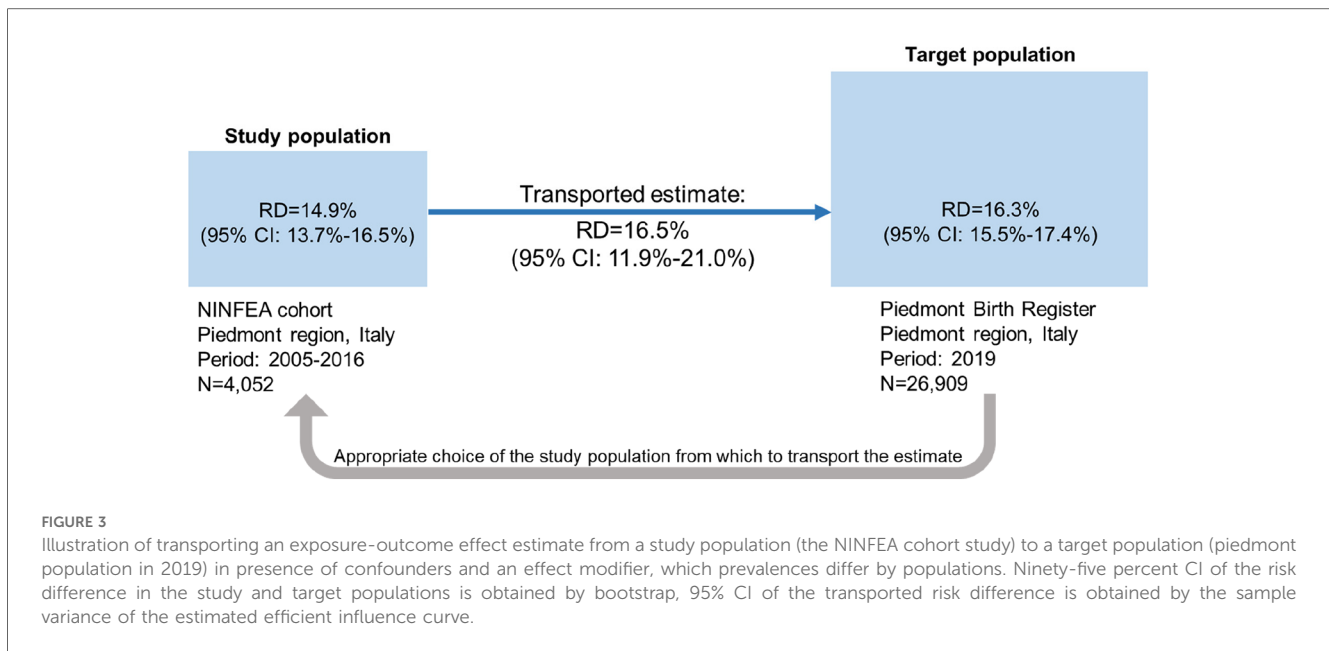 Target population
Study population
RD=14.9%
(95% CI: 13.7%-16.5%)
Transported estimate:
RD=16.5%
(95% CI: 11.9%-21.0%)
RD=16.3%
(95% CI: 15.5%-17.4%)
NINFEA cohort
Piedmont region, Italy
Period: 2005-2016
N=4,052
Piedmont Birth Register
Piedmont region, Italy
Period: 2019
N=26,909
Appropriate choice of the study population from which to transport the estimate
FIGURE 3
Illustration of transporting an exposure-outcome effect estimate from a study population (the NINFEA cohort study) to a target population (piedmont
population in 2019) in presence of confounders and an effect modifier, which prevalences differ by populations. Ninety-five percent CI of the risk
difference in the study and target populations is obtained by bootstrap, 95% CI of the transported risk difference is obtained by the sample
variance of the estimated efficient influence curve.